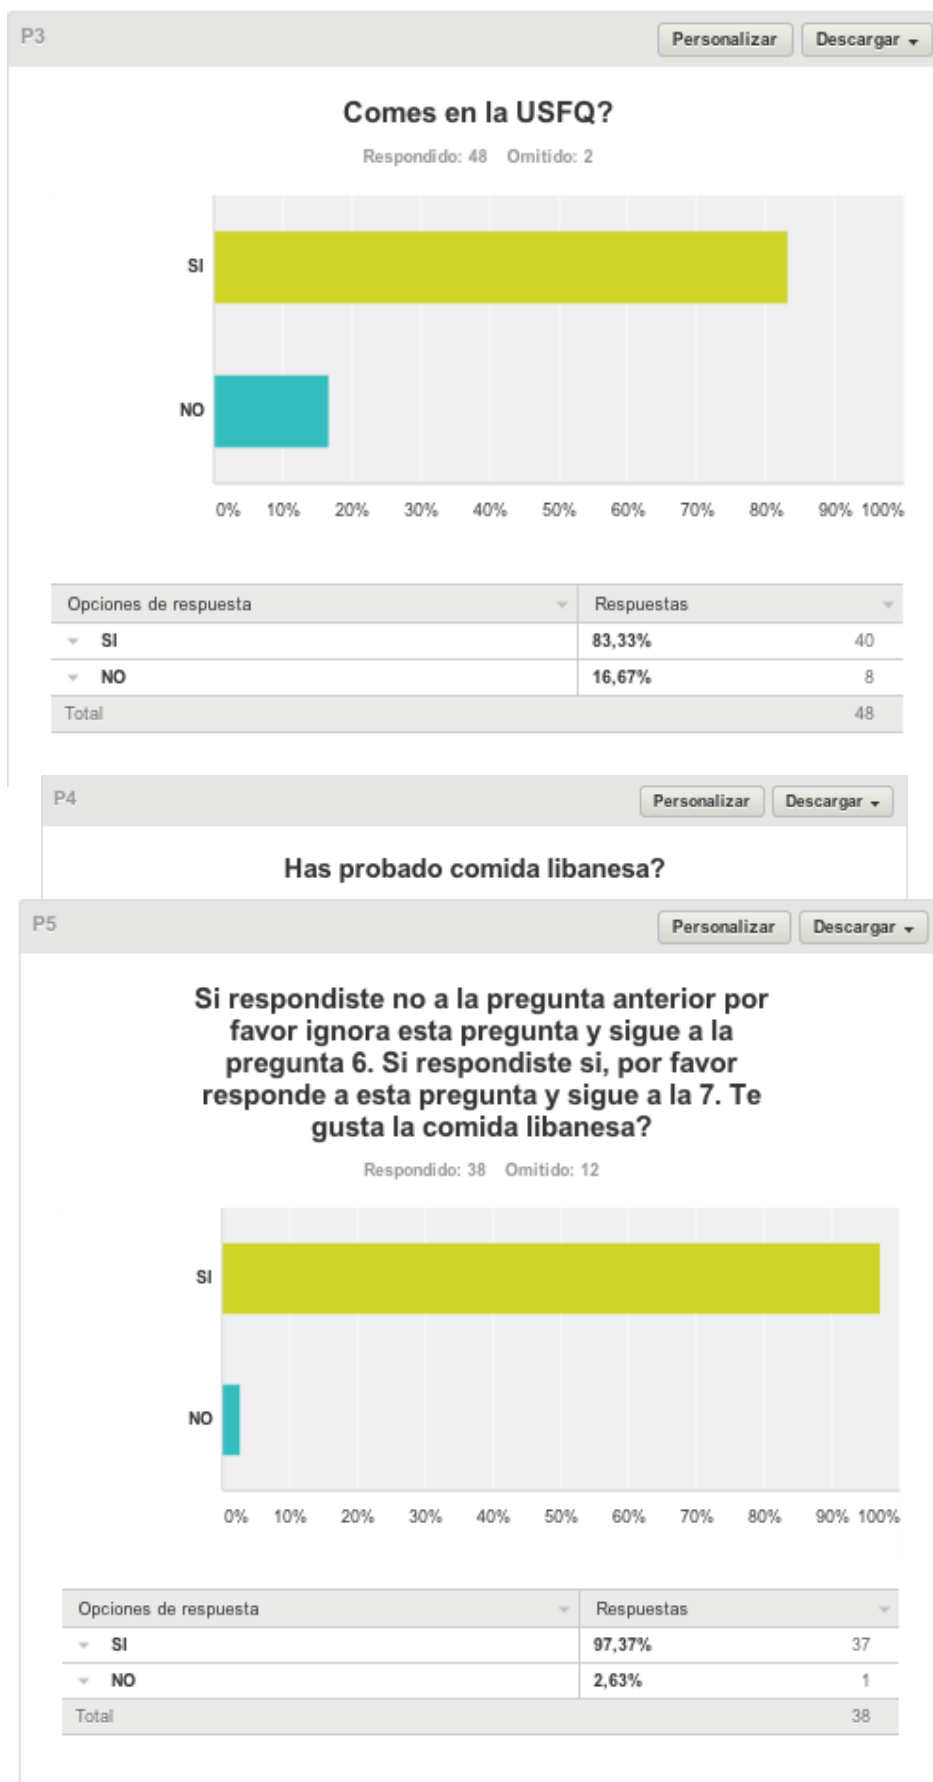 P3 Personalizar Descargar
Comes en la USFQ?
Respondido: 48 Omitido: 2
SI
NO
0% 10% 20% 30% 40% 50% 60% 70% 80% 90% 100%
Opciones de respuesta Respuestas
SI 83,33% 40
NO 16,67% 8
Total 48
P4 Personalizar Descargar
Has probado comida libanesa?
P5 Personalizar Descargar
Si respondiste no a la pregunta anterior por
favor ignora esta pregunta y sigue a la
pregunta 6. Si respondiste si, por favor
responde a esta pregunta y sigue a la 7. Te
gusta la comida libanesa?
Respondido: 38 Omitido: 12
SI
NO
0% 10% 20% 30% 40% 50% 60% 70% 80% 90% 100%
Opciones de respuesta Respuestas
SI 97,37% 37
NO 2,63% 1
Total 38